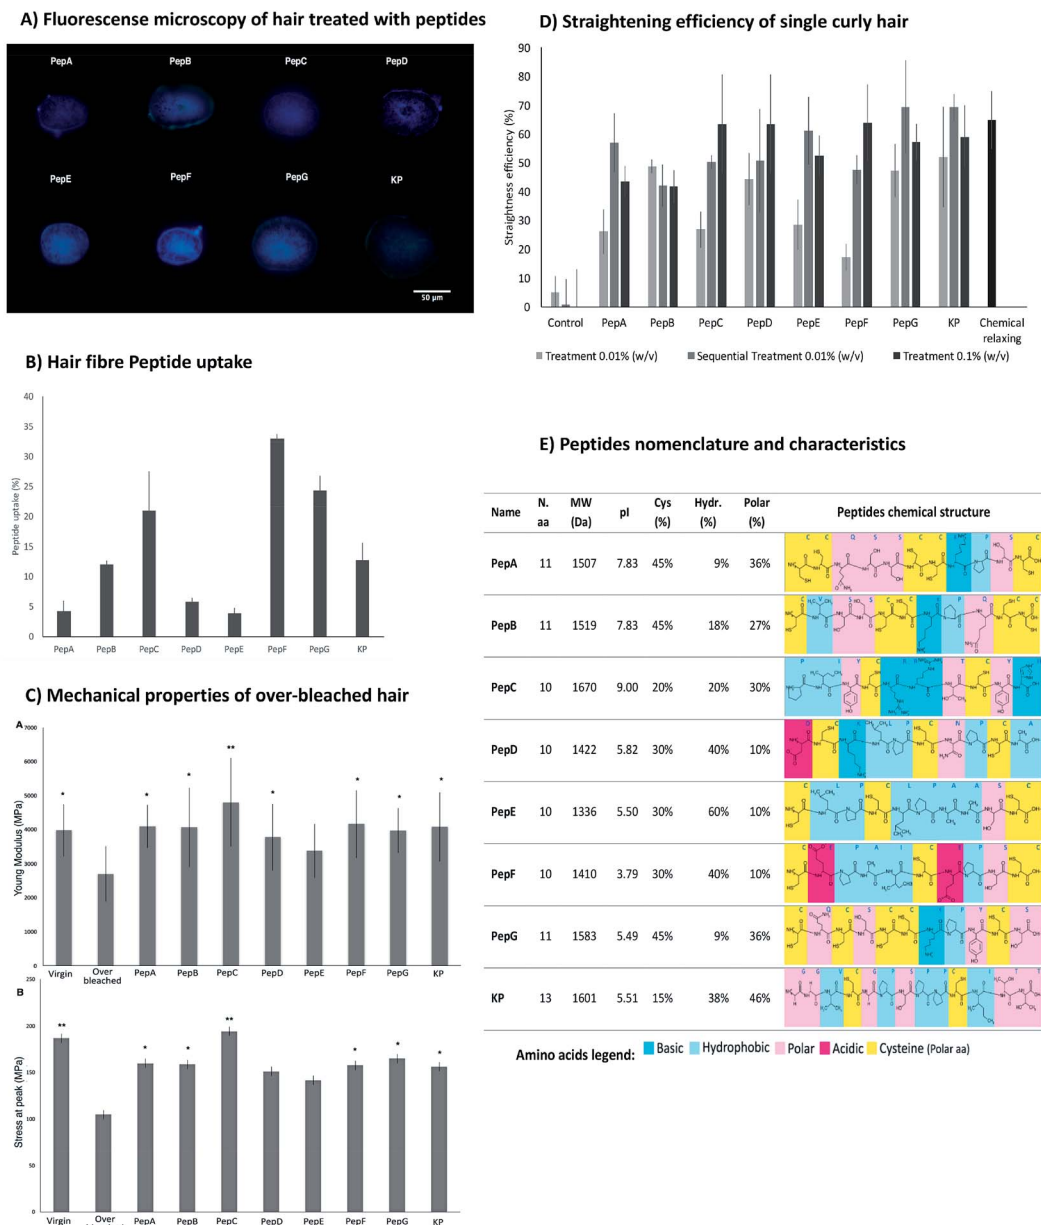 A) Fluorescense microscopy of hair treated with peptides
PepA PepB PepC PepD
PepE PepF PepG KP
50 µm
B) Hair fibre Peptide uptake
Peptide uptake (%)
40
35
30
25
20
15
10
5
0
PepA PepB PepC PepD PepE PepF PepG KP
C) Mechanical properties of over-bleached hair
A
Young Modulus (MPa)
7000
6000
5000
4000
3000
2000
1000
0
* * * ** * * * *
Virgin Over bleached PepA PepB PepC PepD PepE PepF PepG KP
B
Stress at peak (MPa)
250
200
150
100
50
0
** * * ** * * *
Virgin Over PepA PepB PepC PepD PepE PepF PepG KP
D) Straightening efficiency of single curly hair
Straightness efficiency (%)
90
80
70
60
50
40
30
20
10
0
Control PepA PepB PepC PepD PepE PepF PepG KP Chemical
relaxing
Treatment 0.01% (w/v) Sequential Treatment 0.01% (w/v) Treatment 0.1% (w/v)
E) Peptides nomenclature and characteristics
Name N. aa MW (Da) pI Cys (%) Hydr. (%) Polar (%) Peptides chemical structure
PepA 11 1507 7.83 45% 9% 36%
PepB 11 1519 7.83 45% 18% 27%
PepC 10 1670 9.00 20% 20% 30%
PepD 10 1422 5.82 30% 40% 10%
PepE 10 1336 5.50 30% 60% 10%
PepF 10 1410 3.79 30% 40% 10%
PepG 11 1583 5.49 45% 9% 36%
KP 13 1601 5.51 15% 38% 46%
Amino acids legend: Basic Hydrophobic Polar Acidic Cysteine (Polar aa)